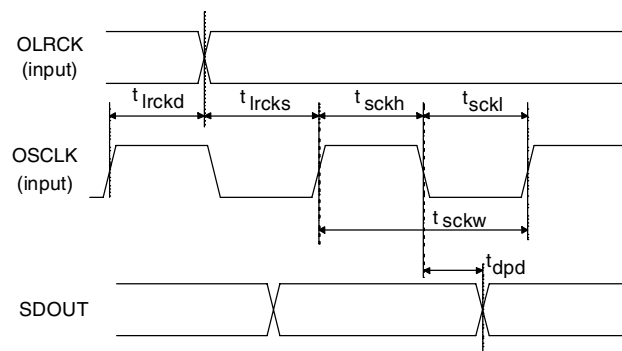 OLRCK
(input)
t lrckd
t lrcks
t sckh
t sckl
OSCLK
(input)
t sckw
t dpd
SDOUT